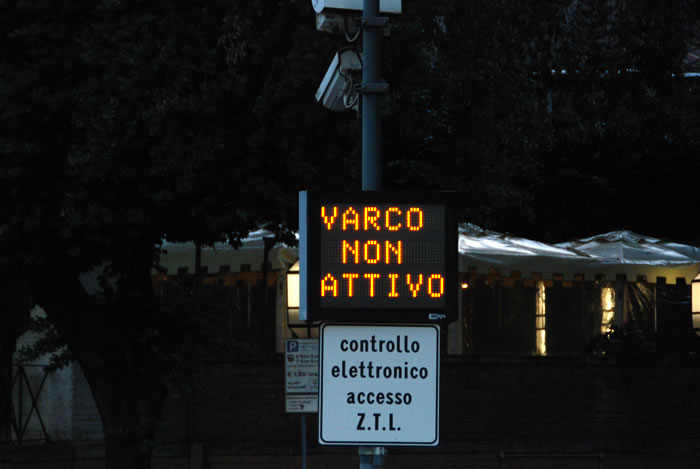 VARCO
NON
ATTIVO
controllo
elettronico
accesso
Z.T.L.
P